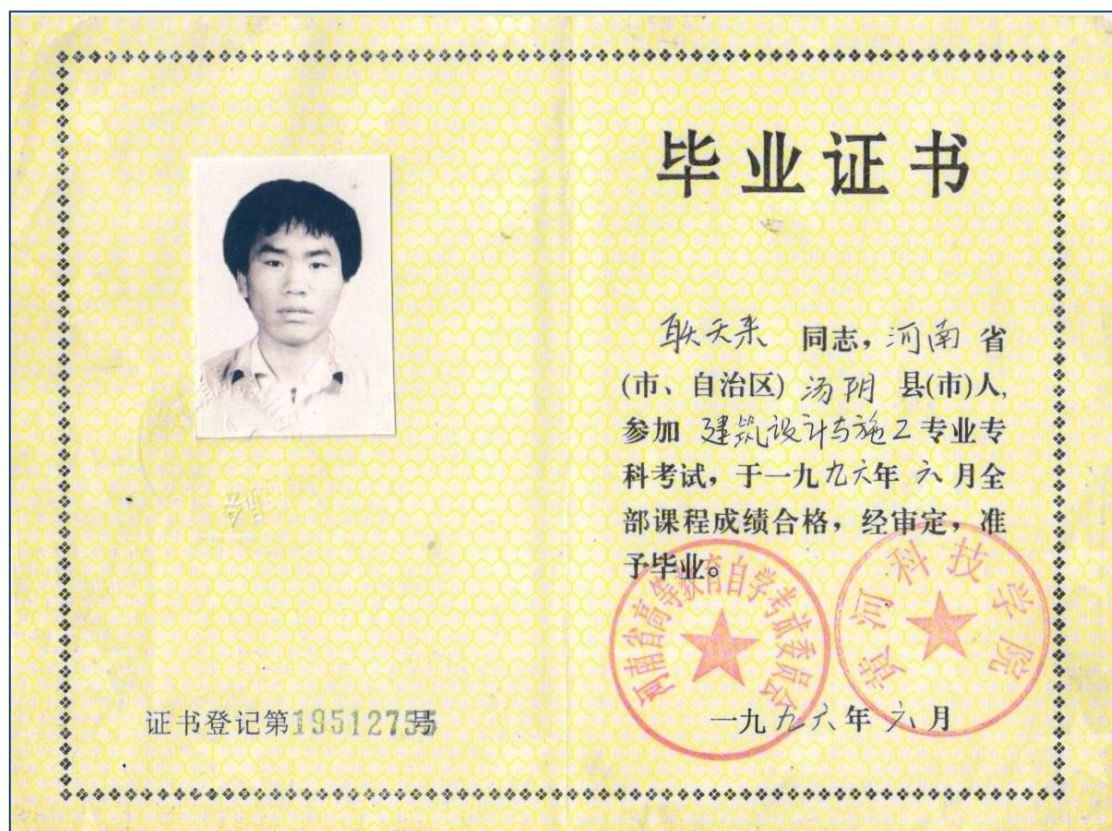 毕业证书
耿天来 同志，河南 省
(市、自治区) 汤阴 县(市)人,
参加 建筑设计与施工 专业专
科考试，于一九九六年 六 月全
部课程成绩合格，经审定，准
予毕业。
河南省高等教育自学考试委员会
黄河科技学院
一九九六年 六 月
证书登记第19512755号